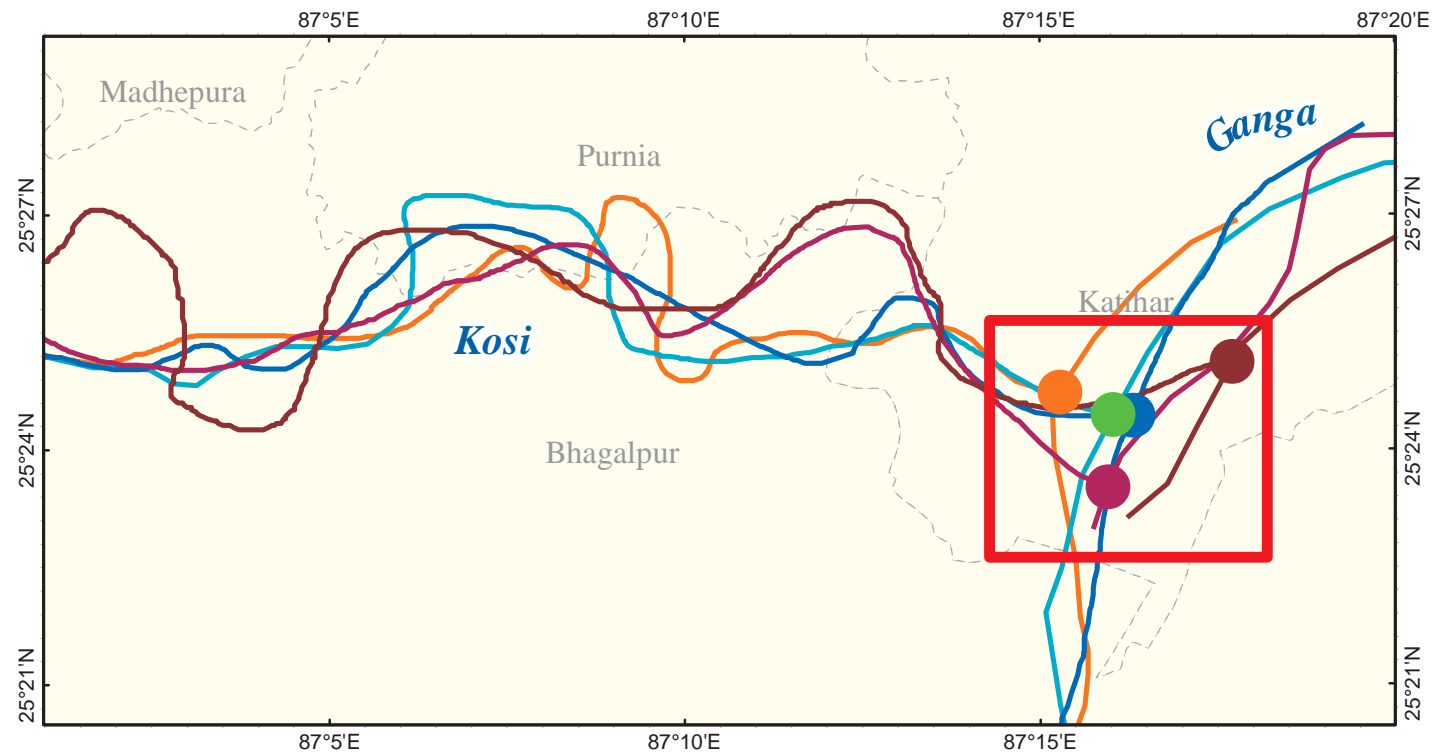 87°5'E 87°10'E 87°15'E 87°20'E
Madhepura
Ganga
Purnia
25°27'N 25°27'N
Katihar
Kosi
Bhagalpur
25°24'N 25°24'N
25°21'N 25°21'N
87°5'E 87°10'E 87°15'E